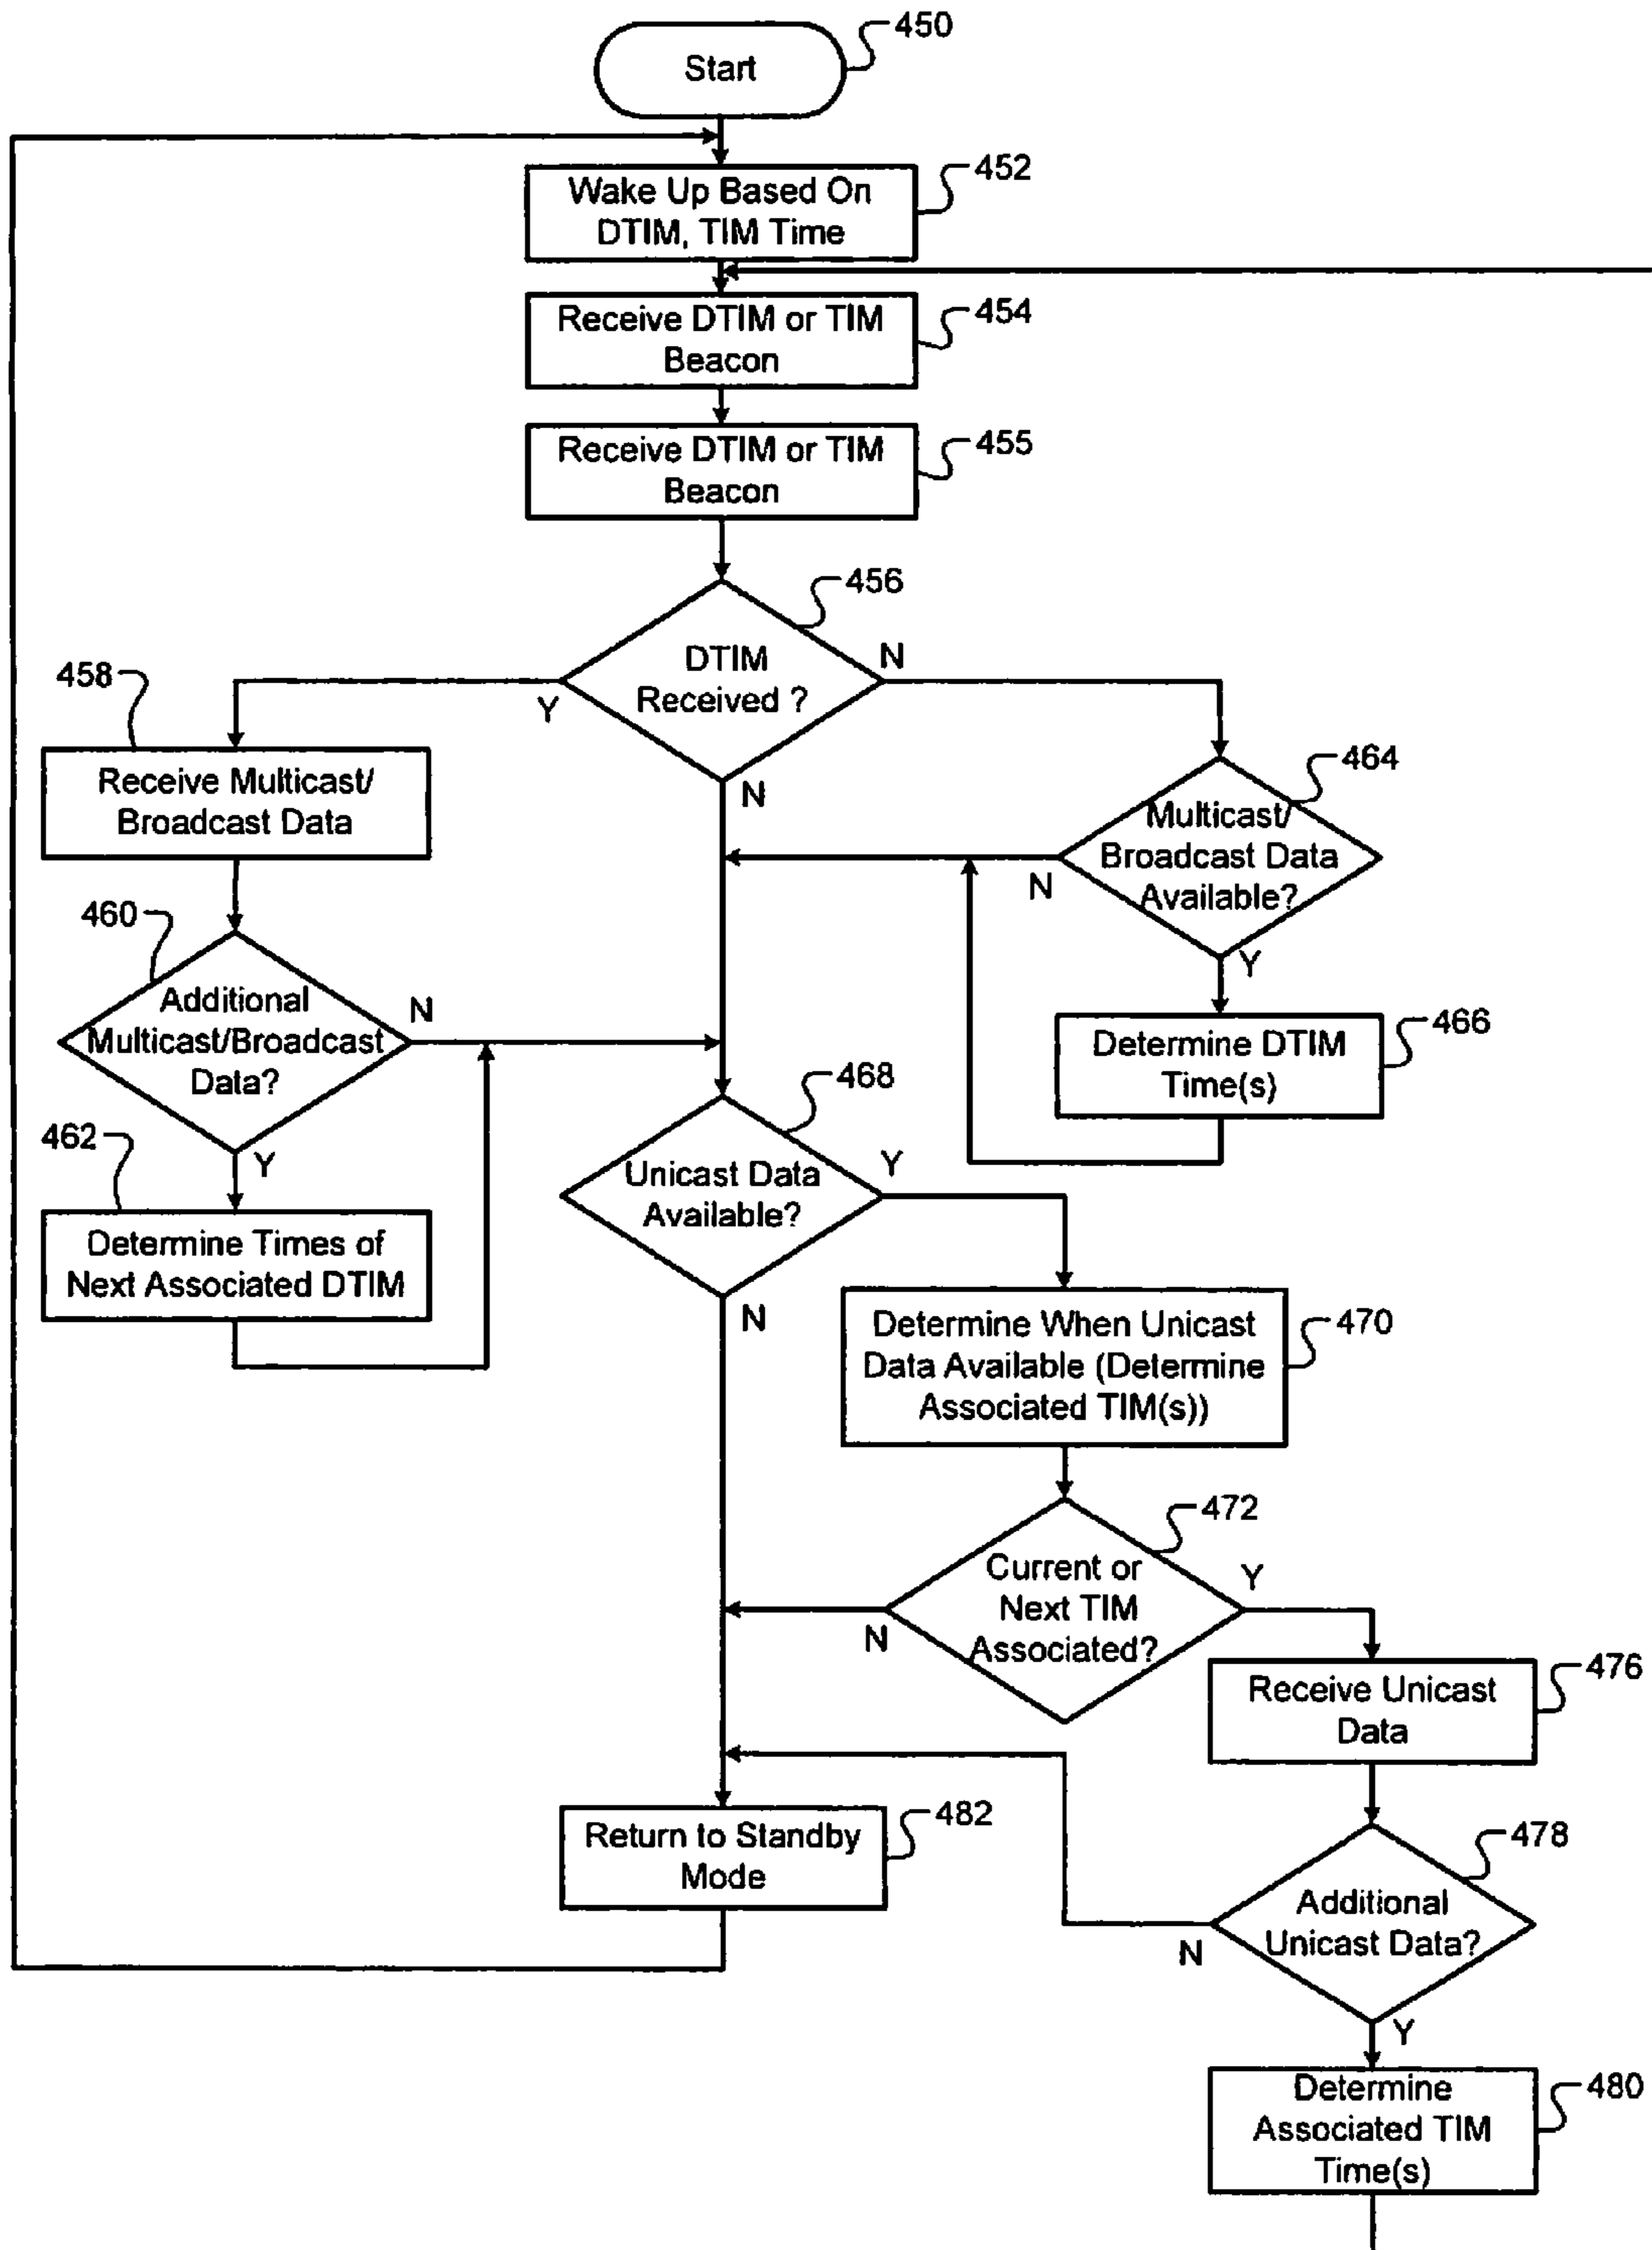 450
Start
452
Wake Up Based On
DTIM, TIM Time
454
Receive DTIM or TIM
Beacon
455
Receive DTIM or TIM
Beacon
456
DTIM
Received ?
N
Y
N
458
Receive Multicast/
Broadcast Data
464
Multicast/
Broadcast Data
Available?
N
Y
460
Additional
Multicast/Broadcast
Data?
N
Y
466
Determine DTIM
Time(s)
462
Determine Times of
Next Associated DTIM
468
Unicast Data
Available?
Y
N
470
Determine When Unicast
Data Available (Determine
Associated TIM(s))
472
Current or
Next TIM
Associated?
Y
N
476
Receive Unicast
Data
482
Return to Standby
Mode
478
Additional
Unicast Data?
N
Y
480
Determine
Associated TIM
Time(s)